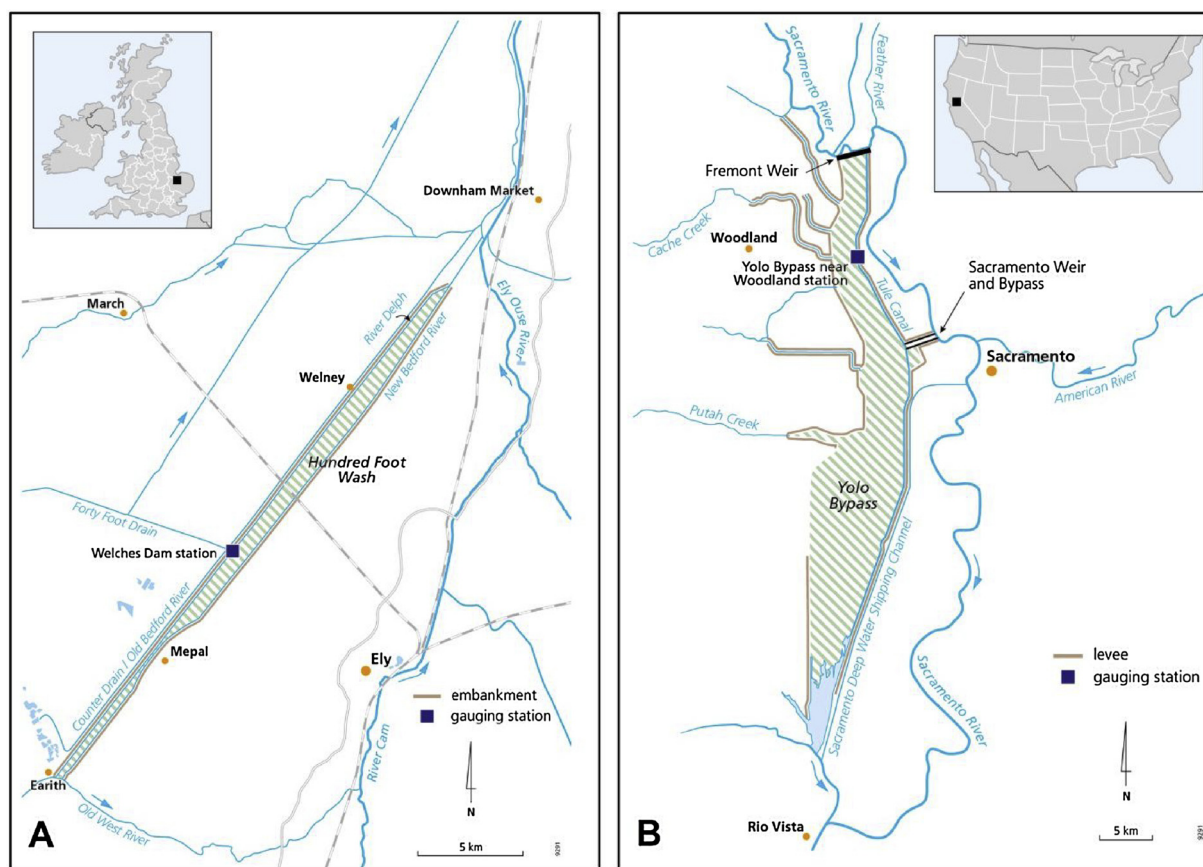 Downham Market
March
River Delph
New Bedford River
Ely Ouse River
Welney
Hundred Foot
Wash
Forty Foot Drain
Welches Dam station
Counter Drain / Old Bedford River
Mepal
Ely
embankment
gauging station
River Cam
Earith
Old West River
N
A
5 km
9291
Sacramento River
Feather River
Fremont Weir
Cache Creek
Woodland
Yolo Bypass near
Woodland station
Tule Canal
Sacramento Weir
and Bypass
Sacramento
American River
Putah Creek
Yolo
Bypass
Sacramento Deep Water Shipping Channel
levee
gauging station
Sacramento River
N
Rio Vista
B
5 km
9291